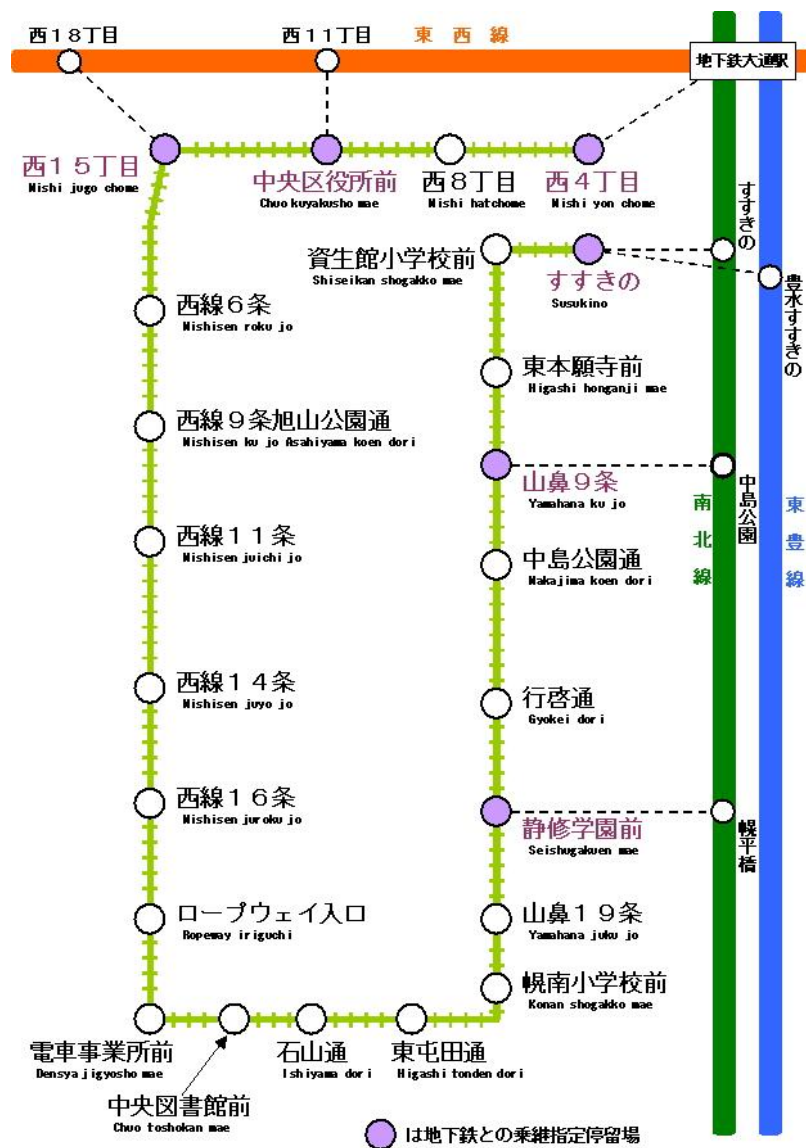 西１８丁目
西１１丁目
東西線
地下鉄大通駅
西１５丁目
Nishi jugo chome
中央区役所前
Chuo kuyakusho mae
西８丁目
Nishi hatchome
西４丁目
Nishi yon chome
すすきの
資生館小学校前
Shiseikan shogakko mae
すすきの
Susukino
豊水すすきの
西線６条
Nishisen roku jo
東本願寺前
Higashi honganji mae
西線９条旭山公園通
Nishisen ku jo Asahiyama koen dori
山鼻９条
Yamahana ku jo
中島公園
南北線
東豊線
西線１１条
Nishisen juichi jo
中島公園通
Nakajima koen dori
西線１４条
Nishisen juyo jo
行啓通
Gyokei dori
西線１６条
Nishisen juroku jo
静修学園前
Seishugakuen mae
幌平橋
ロープウェイ入口
Ropeway iriguchi
山鼻１９条
Yamahana juku jo
幌南小学校前
Konan shogakko mae
電車事業所前
Densya jigyosho mae
石山通
Ishiyama dori
東屯田通
Higashi tonden dori
中央図書館前
Chuo toshokan mae
は地下鉄との乗継指定停留場